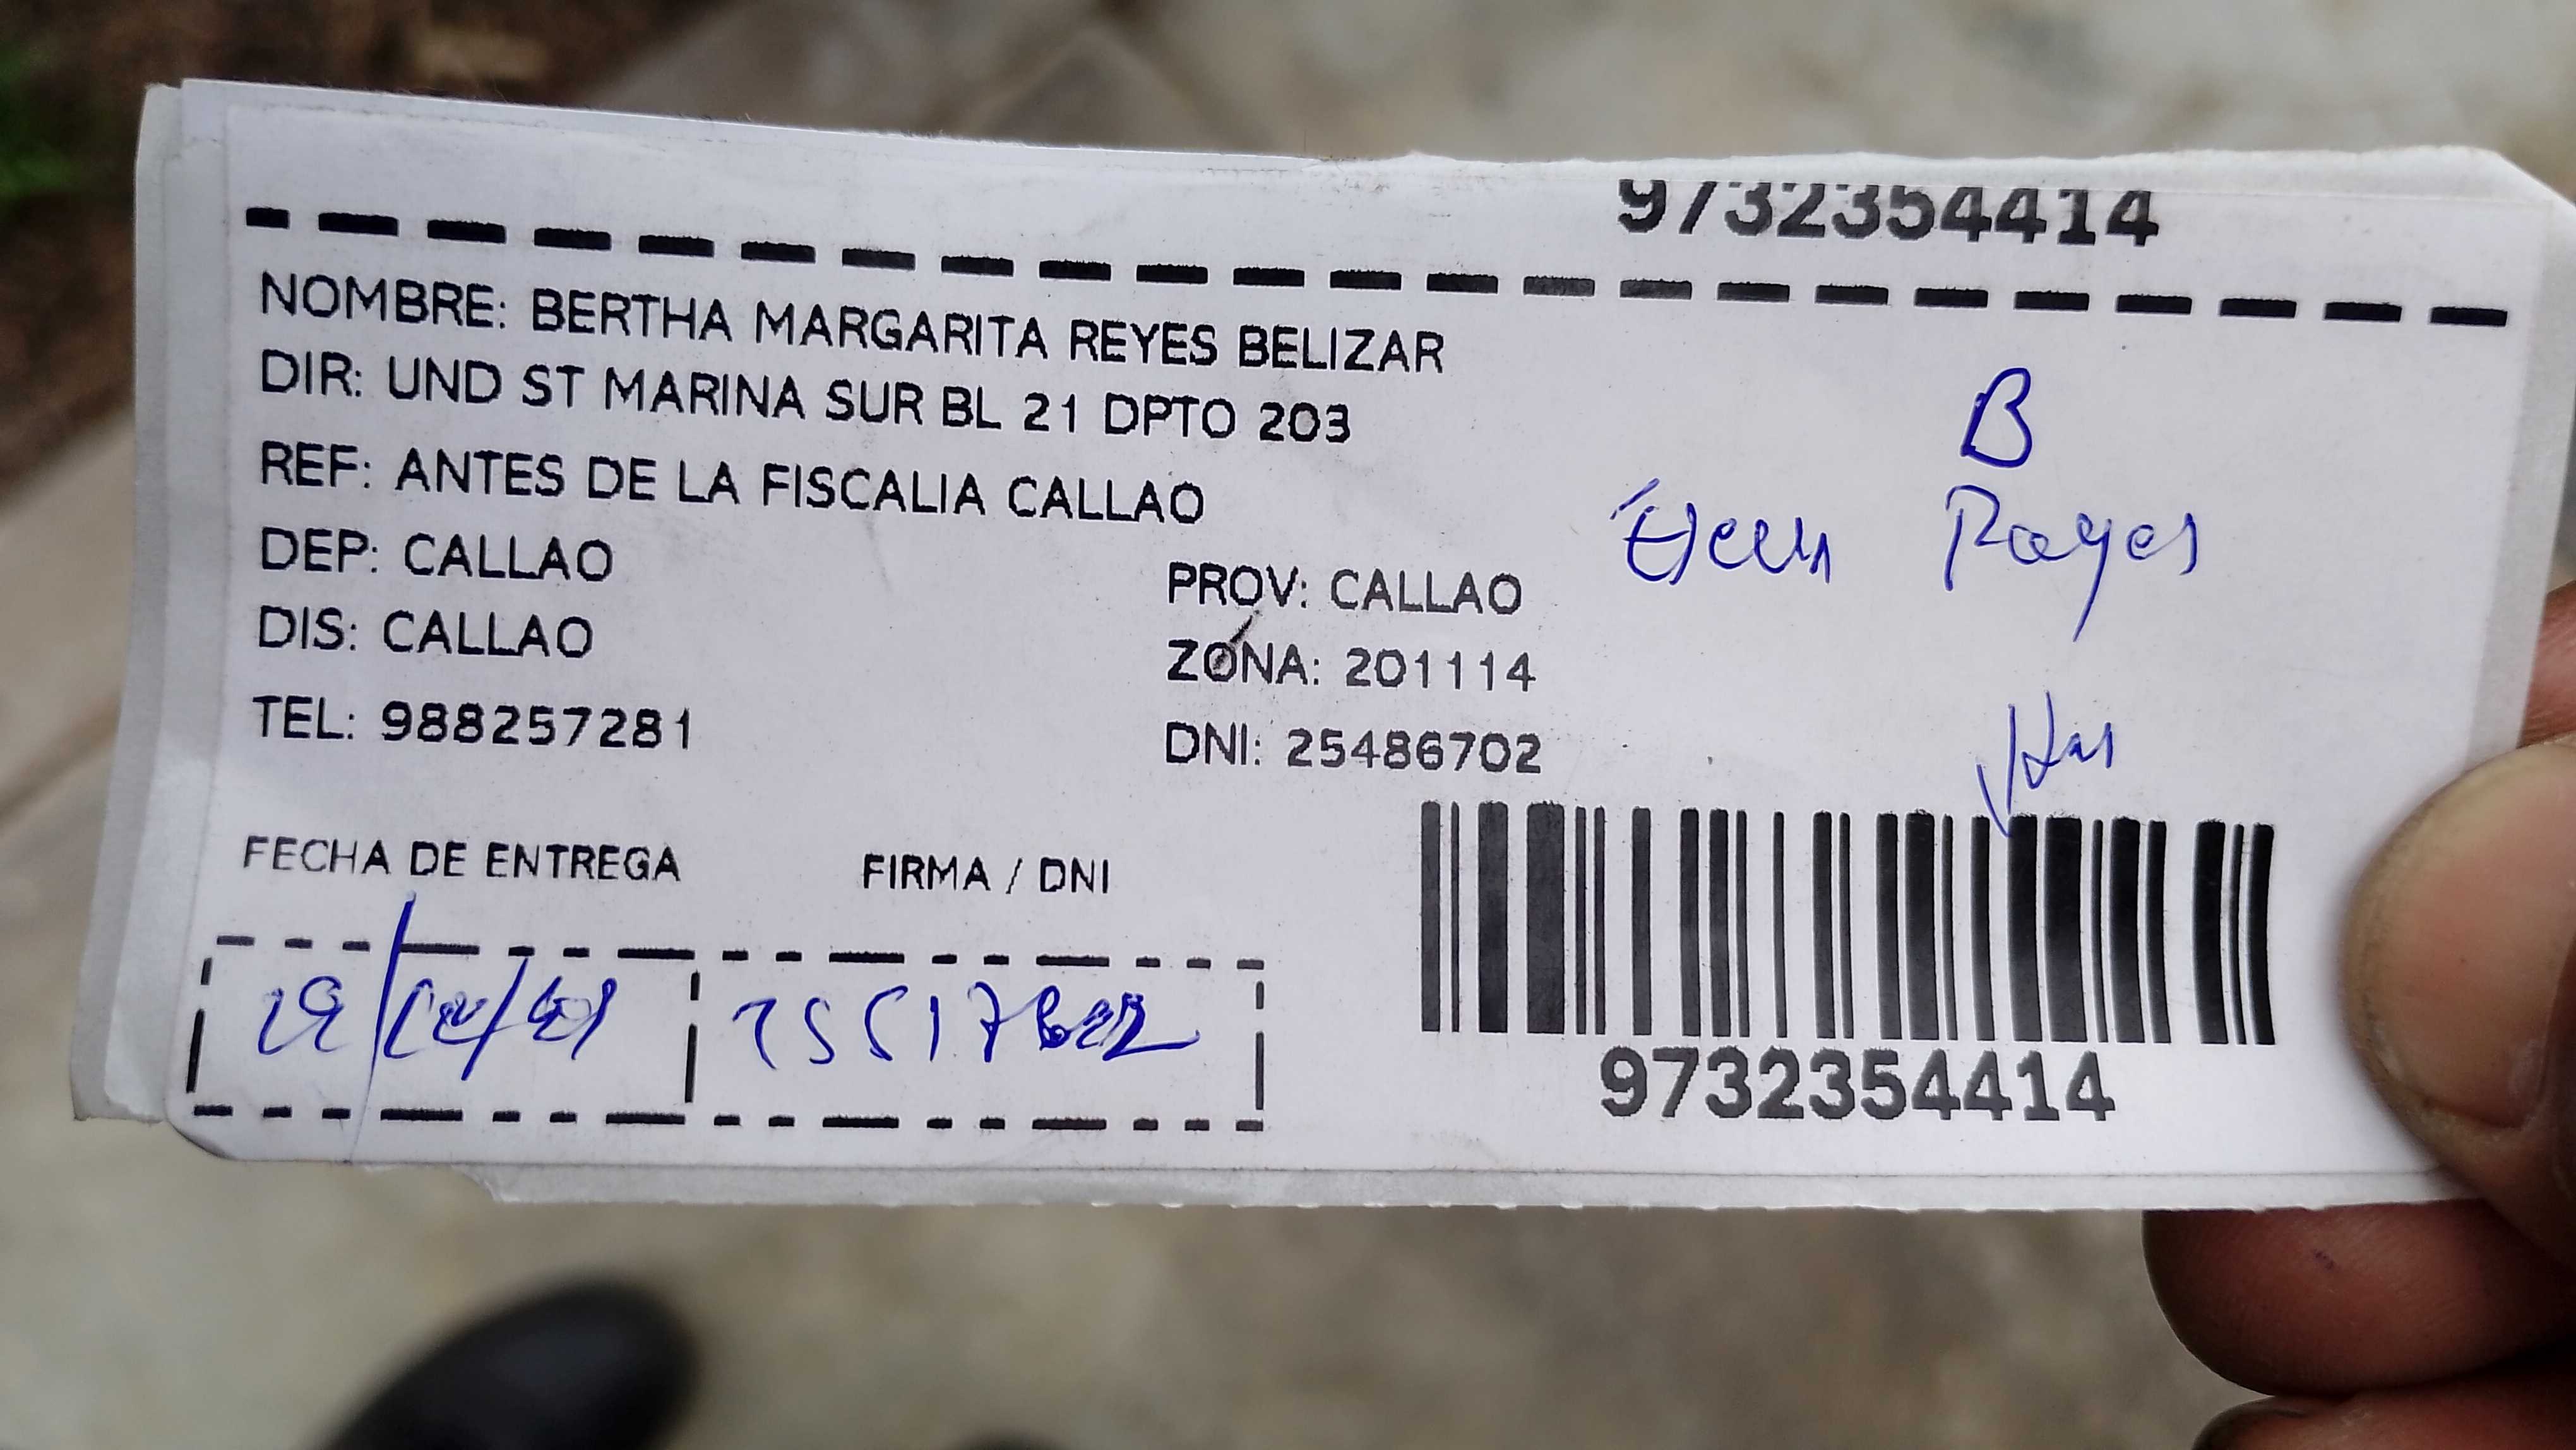 9732354414
NOMBRE: BERTHA MARGARITA REYES BELIZAR
DIR: UND ST MARINA SUR BL 21 DPTO 203
REF: ANTES DE LA FISCALIA CALLAO
DEP: CALLAO
PROV: CALLAO
DIS: CALLAO
ZONA: 201114
TEL: 988257281
DNI: 25486702
B
Reyes
FECHA DE ENTREGA
FIRMA / DNI
9732354414